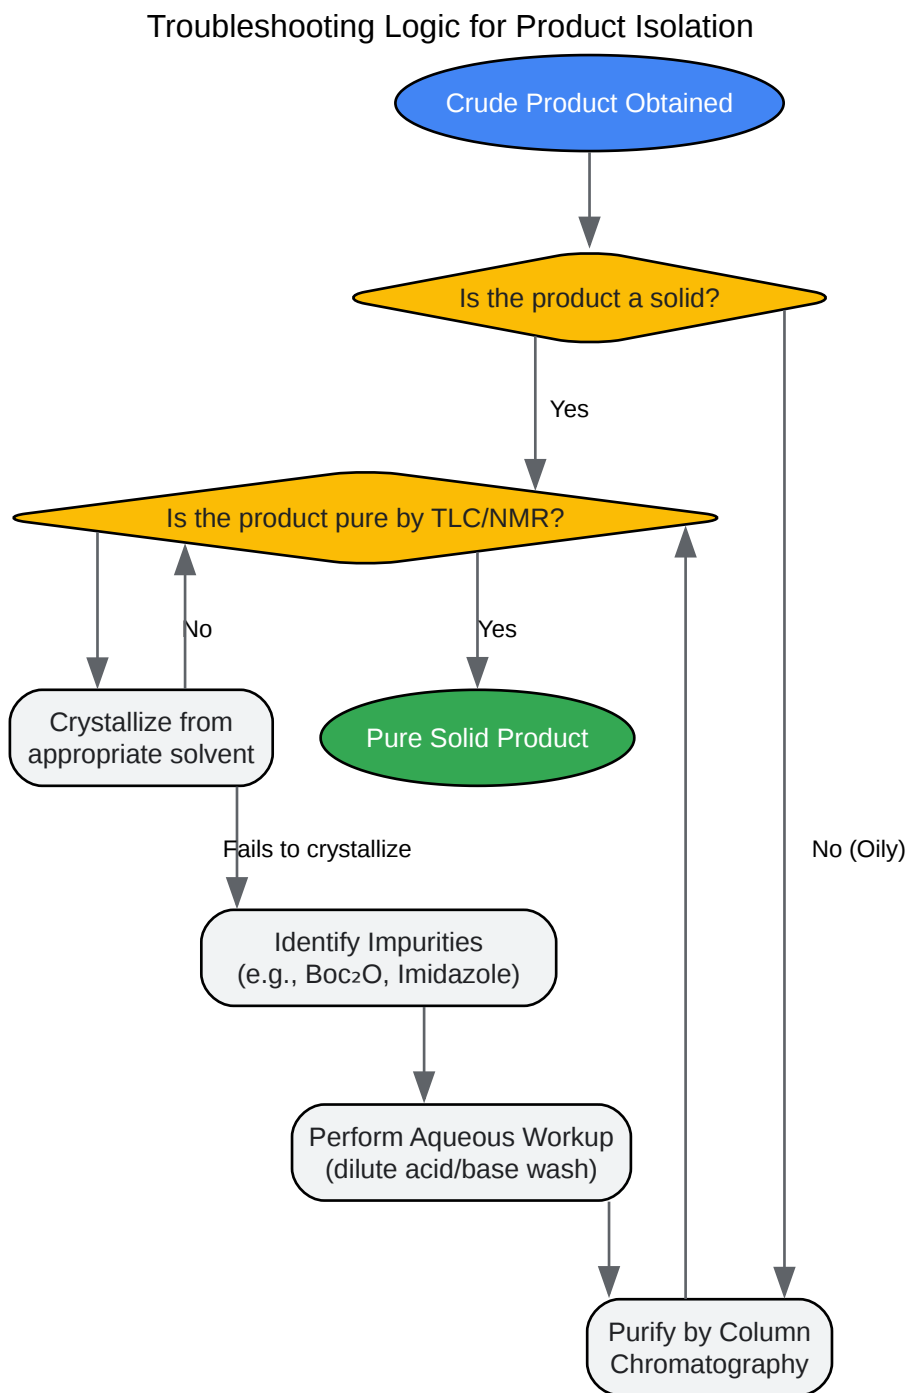 Troubleshooting Logic for Product Isolation
Crude Product Obtained
Is the product a solid?
Yes
Is the product pure by TLC/NMR?
No
Yes
Crystallize from
appropriate solvent
Pure Solid Product
Fails to crystallize
No (Oily)
Identify Impurities
(e.g., Boc₂O, Imidazole)
Perform Aqueous Workup
(dilute acid/base wash)
Purify by Column
Chromatography